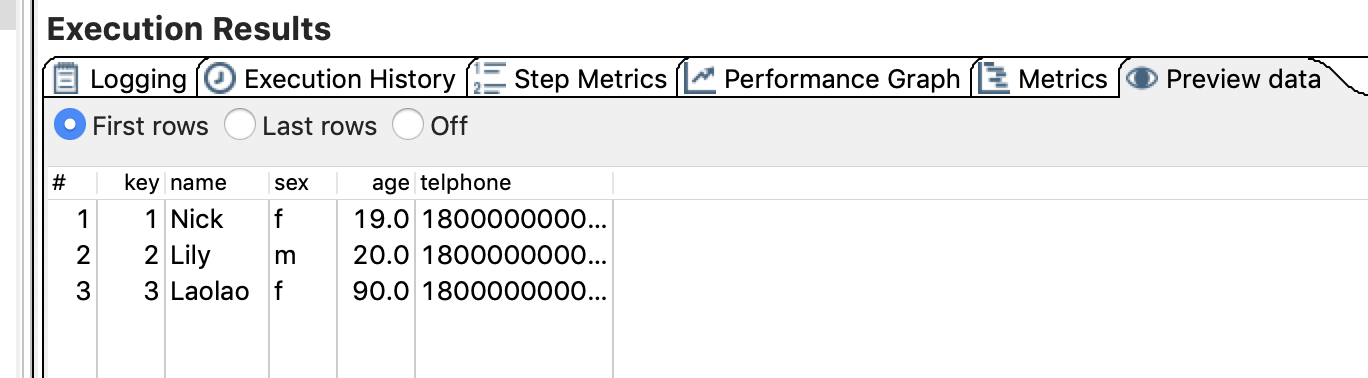 Execution Results
Logging Execution History Step Metrics Performance Graph Metrics Preview data
First rows Last rows Off
# key name sex age telphone
1 1 Nick f 19.0 1800000000...
2 2 Lily m 20.0 1800000000...
3 3 Laolao f 90.0 1800000000...